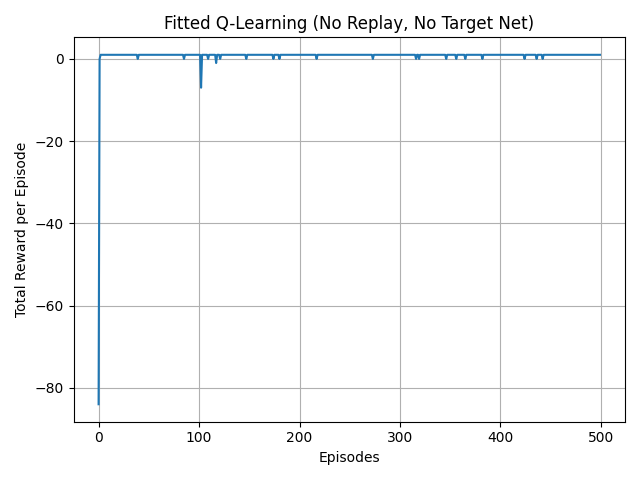 Fitted Q-Learning (No Replay, No Target Net)
Total Reward per Episode
0
−20
−40
−60
−80
0 100 200 300 400 500
Episodes